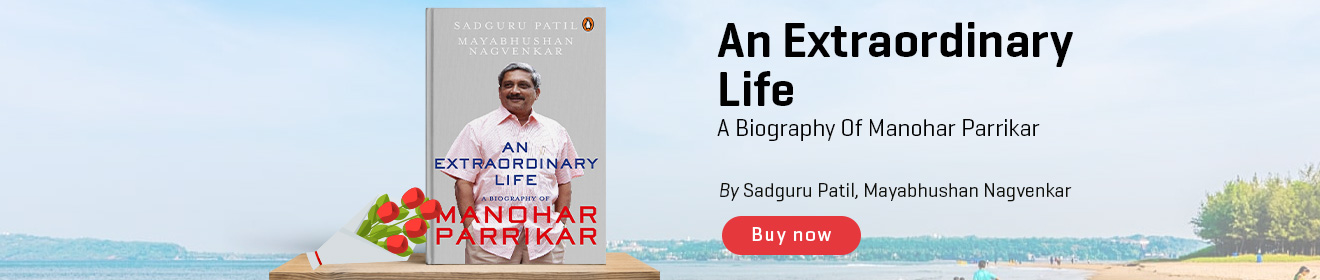 SADGURU PATIL
MAYABHUSHAN
NAGVENKAR
AN
EXTRAORDINARY
LIFE
A BIOGRAPHY OF
MANOHAR
PARRIKAR
An Extraordinary
Life
A Biography Of Manohar Parrikar
By Sadguru Patil, Mayabhushan Nagvenkar
Buy now